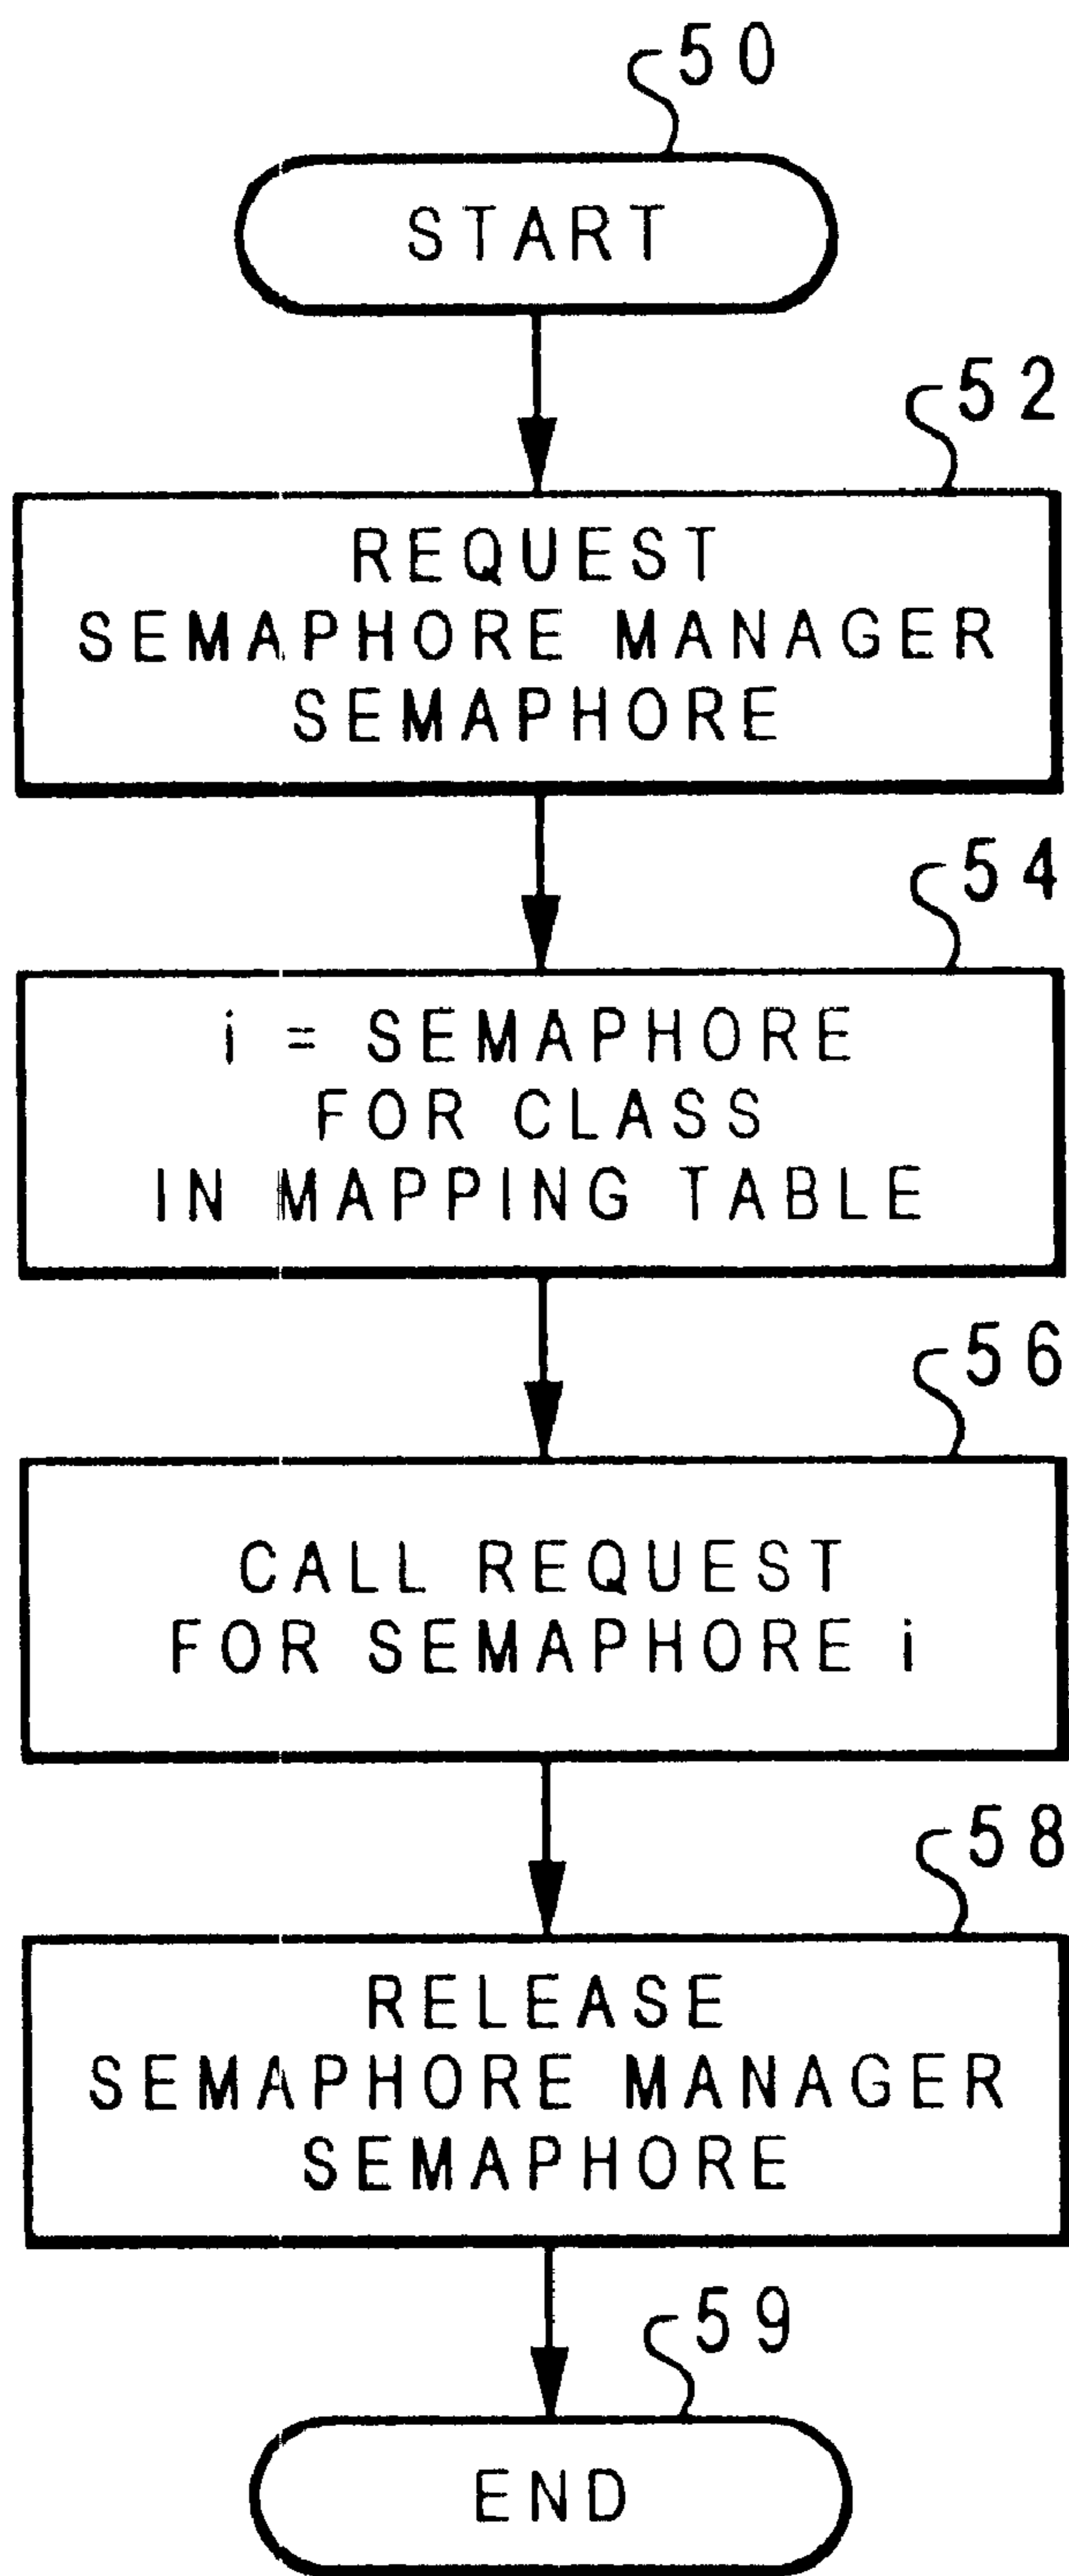 50
START
52
REQUEST
SEMAPHORE MANAGER
SEMAPHORE
54
i = SEMAPHORE
FOR CLASS
IN MAPPING TABLE
56
CALL REQUEST
FOR SEMAPHORE i
58
RELEASE
SEMAPHORE MANAGER
SEMAPHORE
59
END